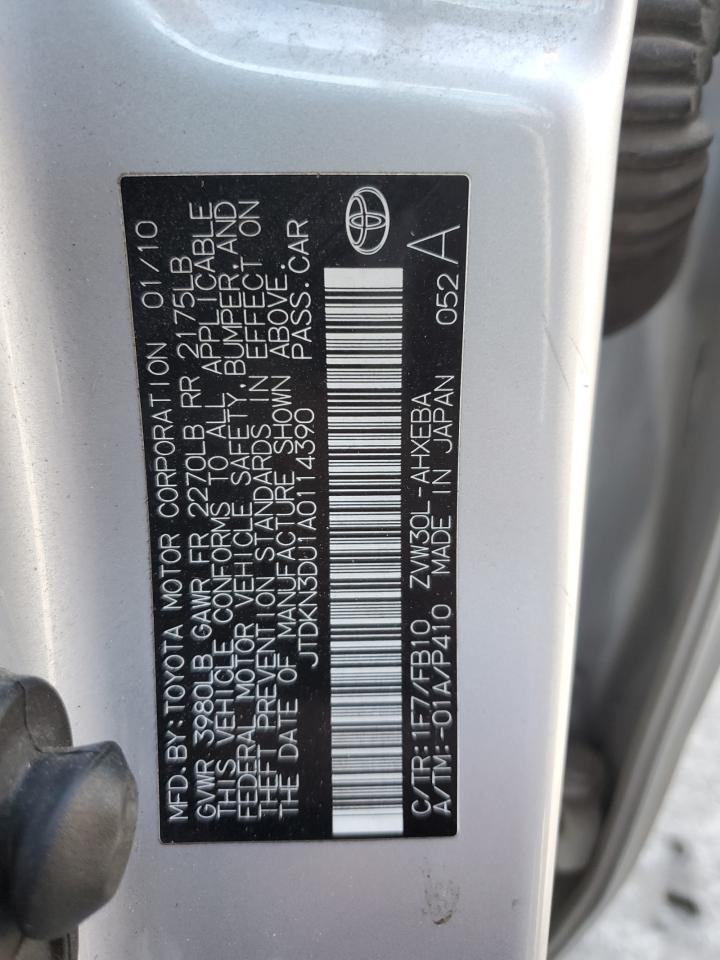 MFD. BY: TOYOTA MOTOR CORPORATION 01/10
GVWR 3980LB GAWR FR 2270LB RR 2175LB
THIS VEHICLE CONFORMS TO ALL APPLICABLE
FEDERAL MOTOR VEHICLE SAFETY, BUMPER, AND
THEFT PREVENTION STANDARDS IN EFFECT ON
THE DATE OF MANUFACTURE SHOWN ABOVE.
JTDKN3DU1A0114390 PASS. CAR
C/TR: 1F7/FB10 ZVW30L-AHXEBA 052 A
A/TM: -01A/P410 MADE IN JAPAN